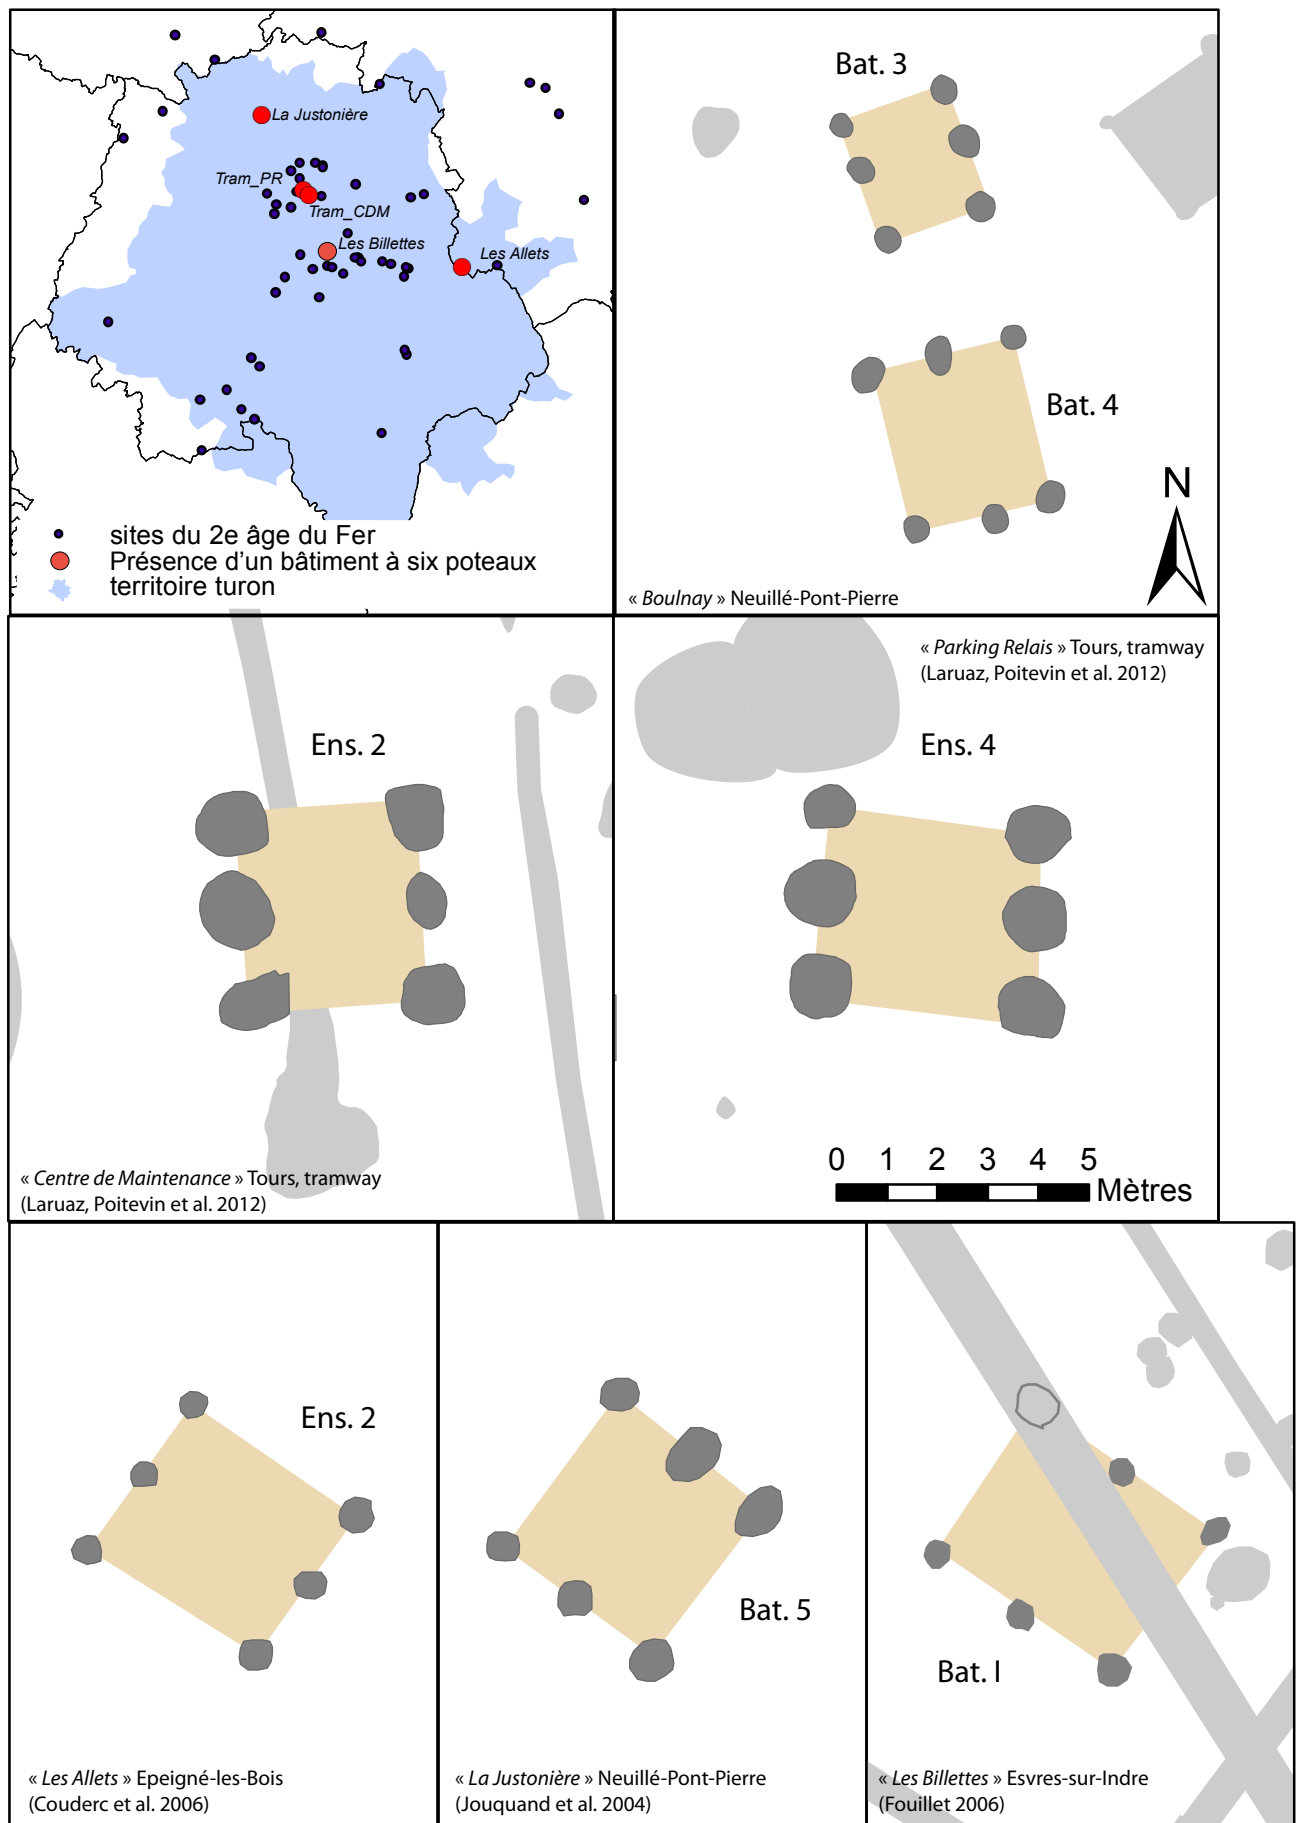 La Justonière
Tram_PR
Tram_CDM
Les Billettes
Les Allets
sites du 2e âge du Fer
Présence d'un bâtiment à six poteaux
territoire turon
Bat. 3
Bat. 4
N
« Boulnay » Neuillé-Pont-Pierre
Ens. 2
« Centre de Maintenance » Tours, tramway
(Laruaz, Poitevin et al. 2012)
« Parking Relais » Tours, tramway
(Laruaz, Poitevin et al. 2012)
Ens. 4
0 1 2 3 4 5
Mètres
Ens. 2
« Les Allets » Epeigné-les-Bois
(Couderc et al. 2006)
Bat. 5
« La Justonière » Neuillé-Pont-Pierre
(Jouquand et al. 2004)
Bat. I
« Les Billettes » Esvres-sur-Indre
(Fouillet 2006)